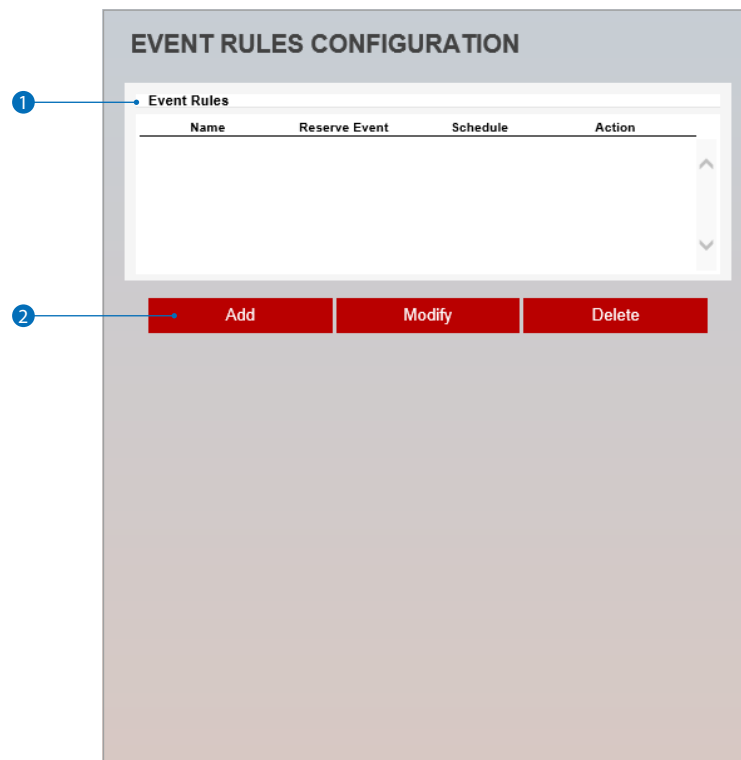 EVENT RULES CONFIGURATION
1
Event Rules
Name Reserve Event Schedule Action
2
Add Modify Delete